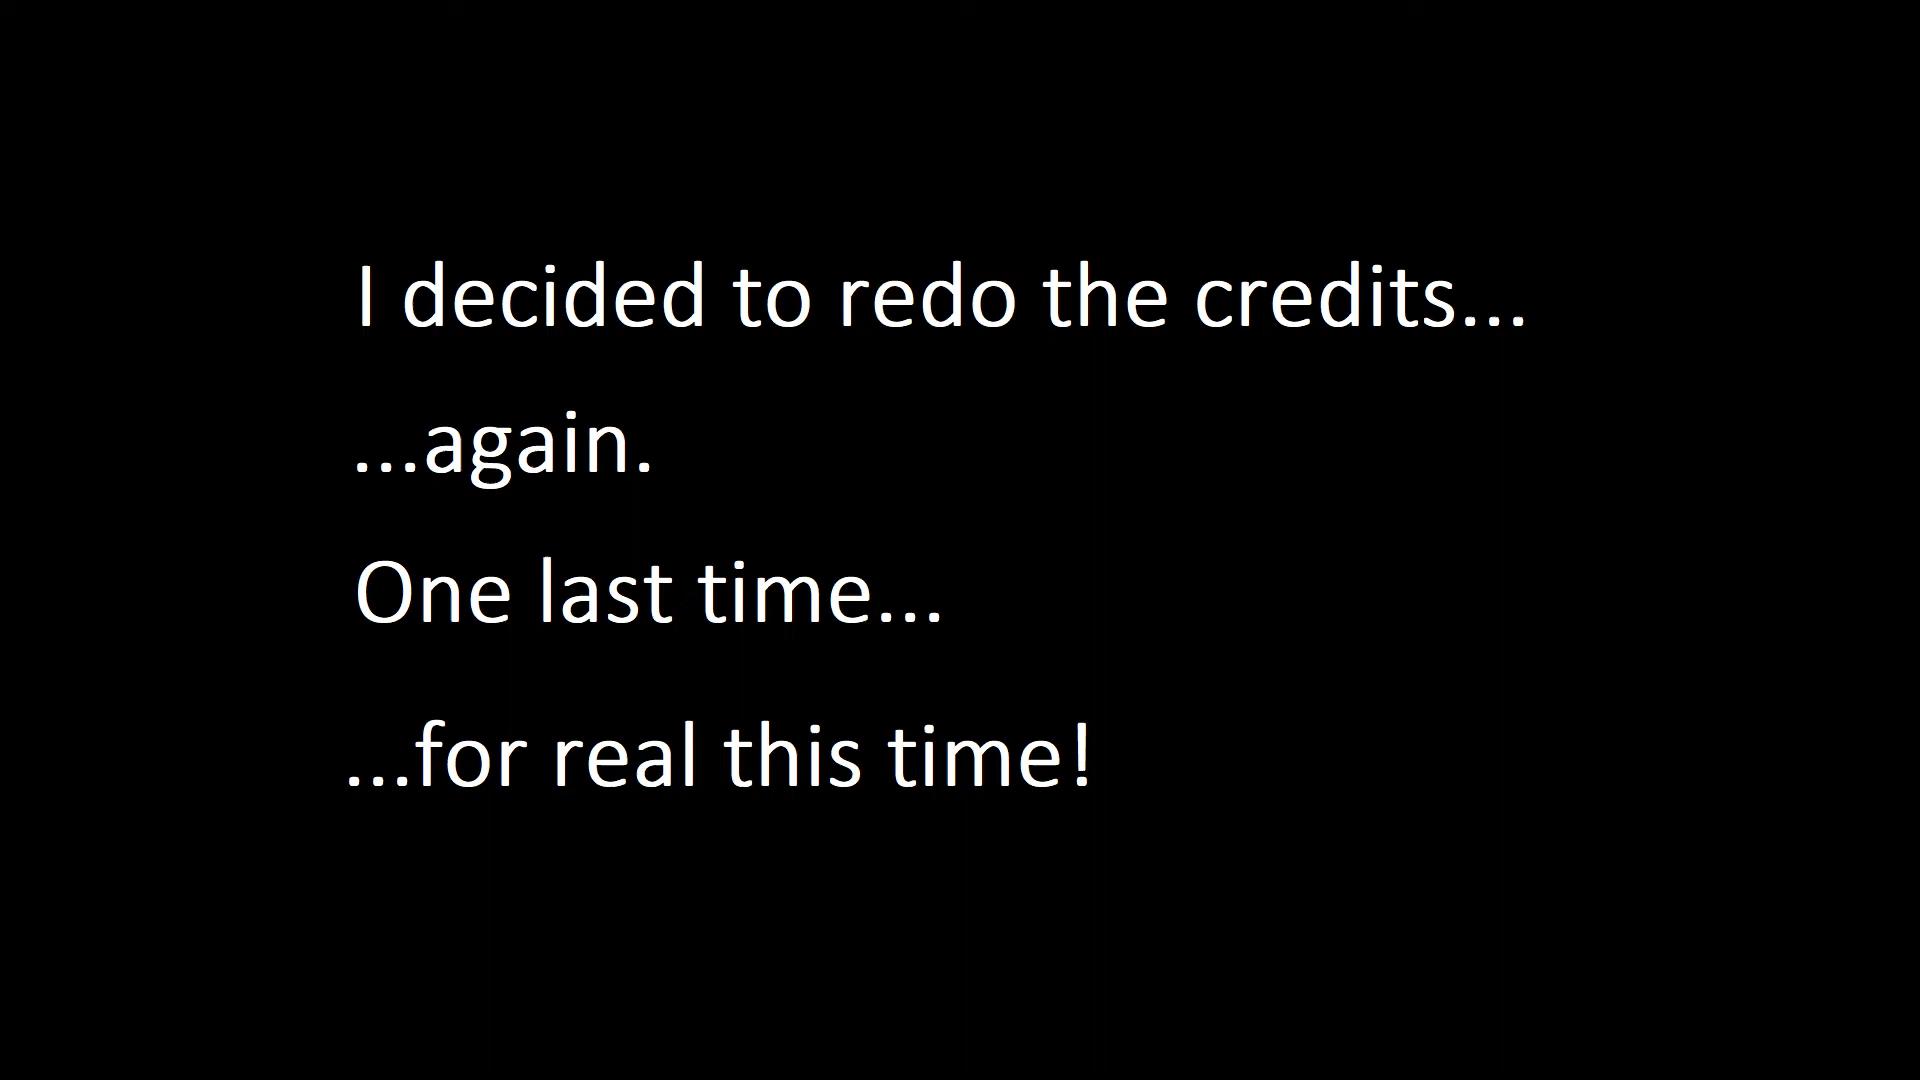 I decided to redo the credits...
...again.
One last time...
...for real this time!